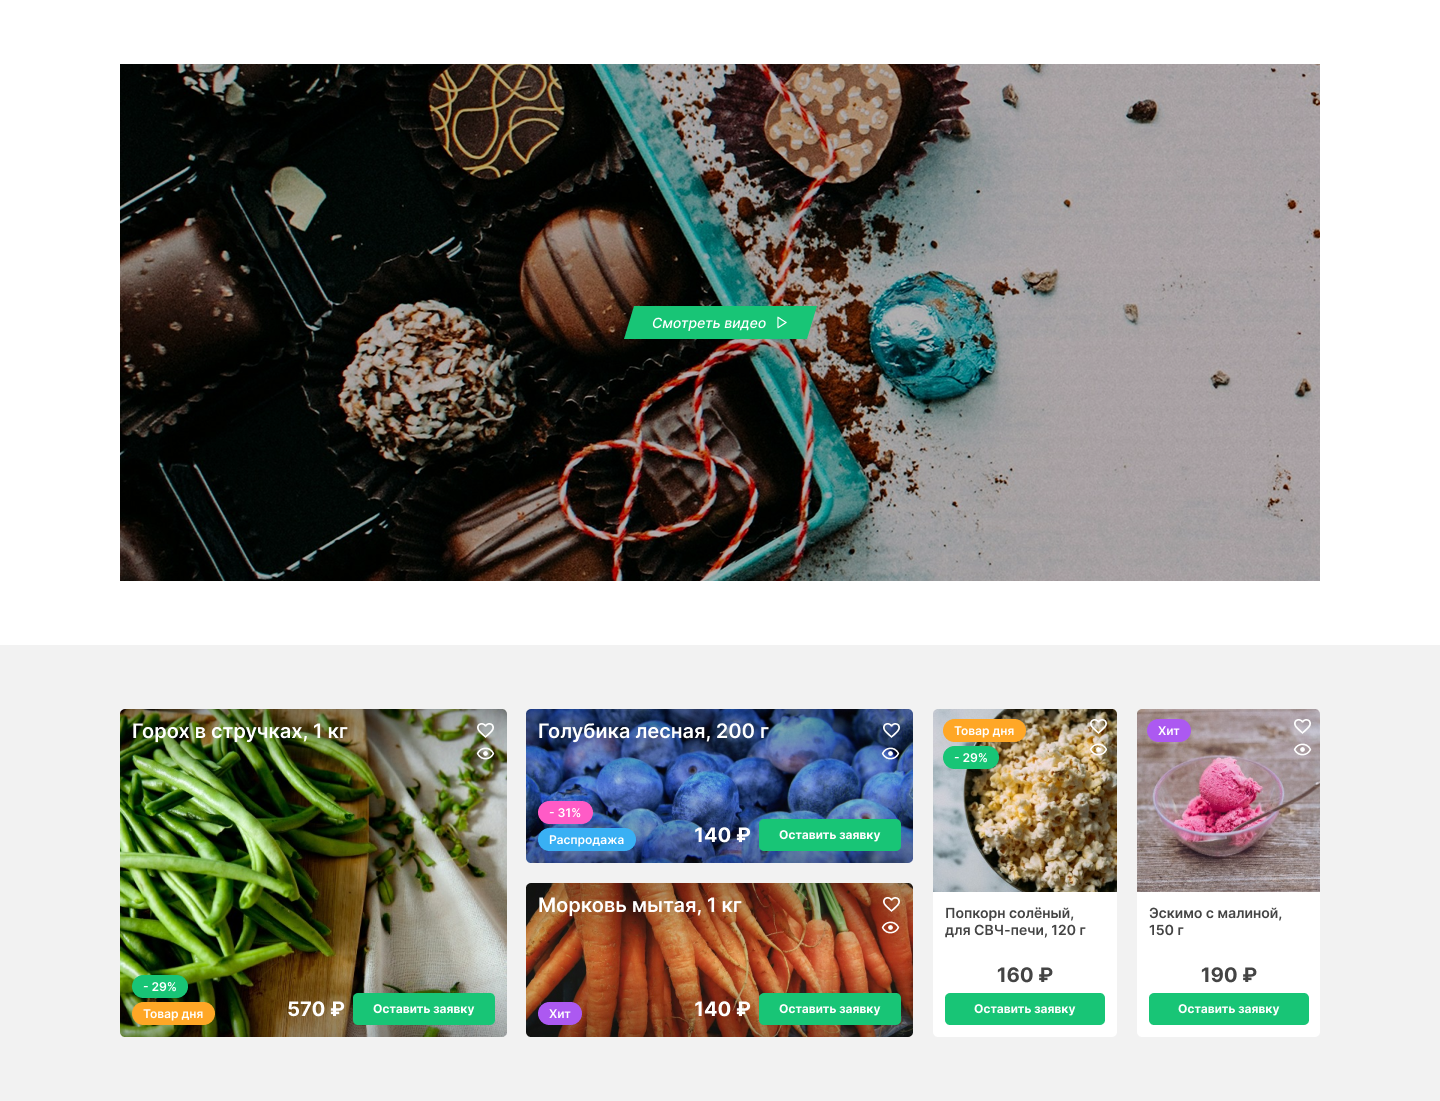 Смотреть видео
Горох в стручках, 1 кг
- 29%
Товар дня
570 ₽
Оставить заявку
Голубика лесная, 200 г
- 31%
Распродажа
140 ₽
Оставить заявку
Морковь мытая, 1 кг
Хит
140 ₽
Оставить заявку
Товар дня
- 29%
Попкорн солёный,
для СВЧ-печи, 120 г
160 ₽
Оставить заявку
Хит
Эскимо с малиной,
150 г
190 ₽
Оставить заявку